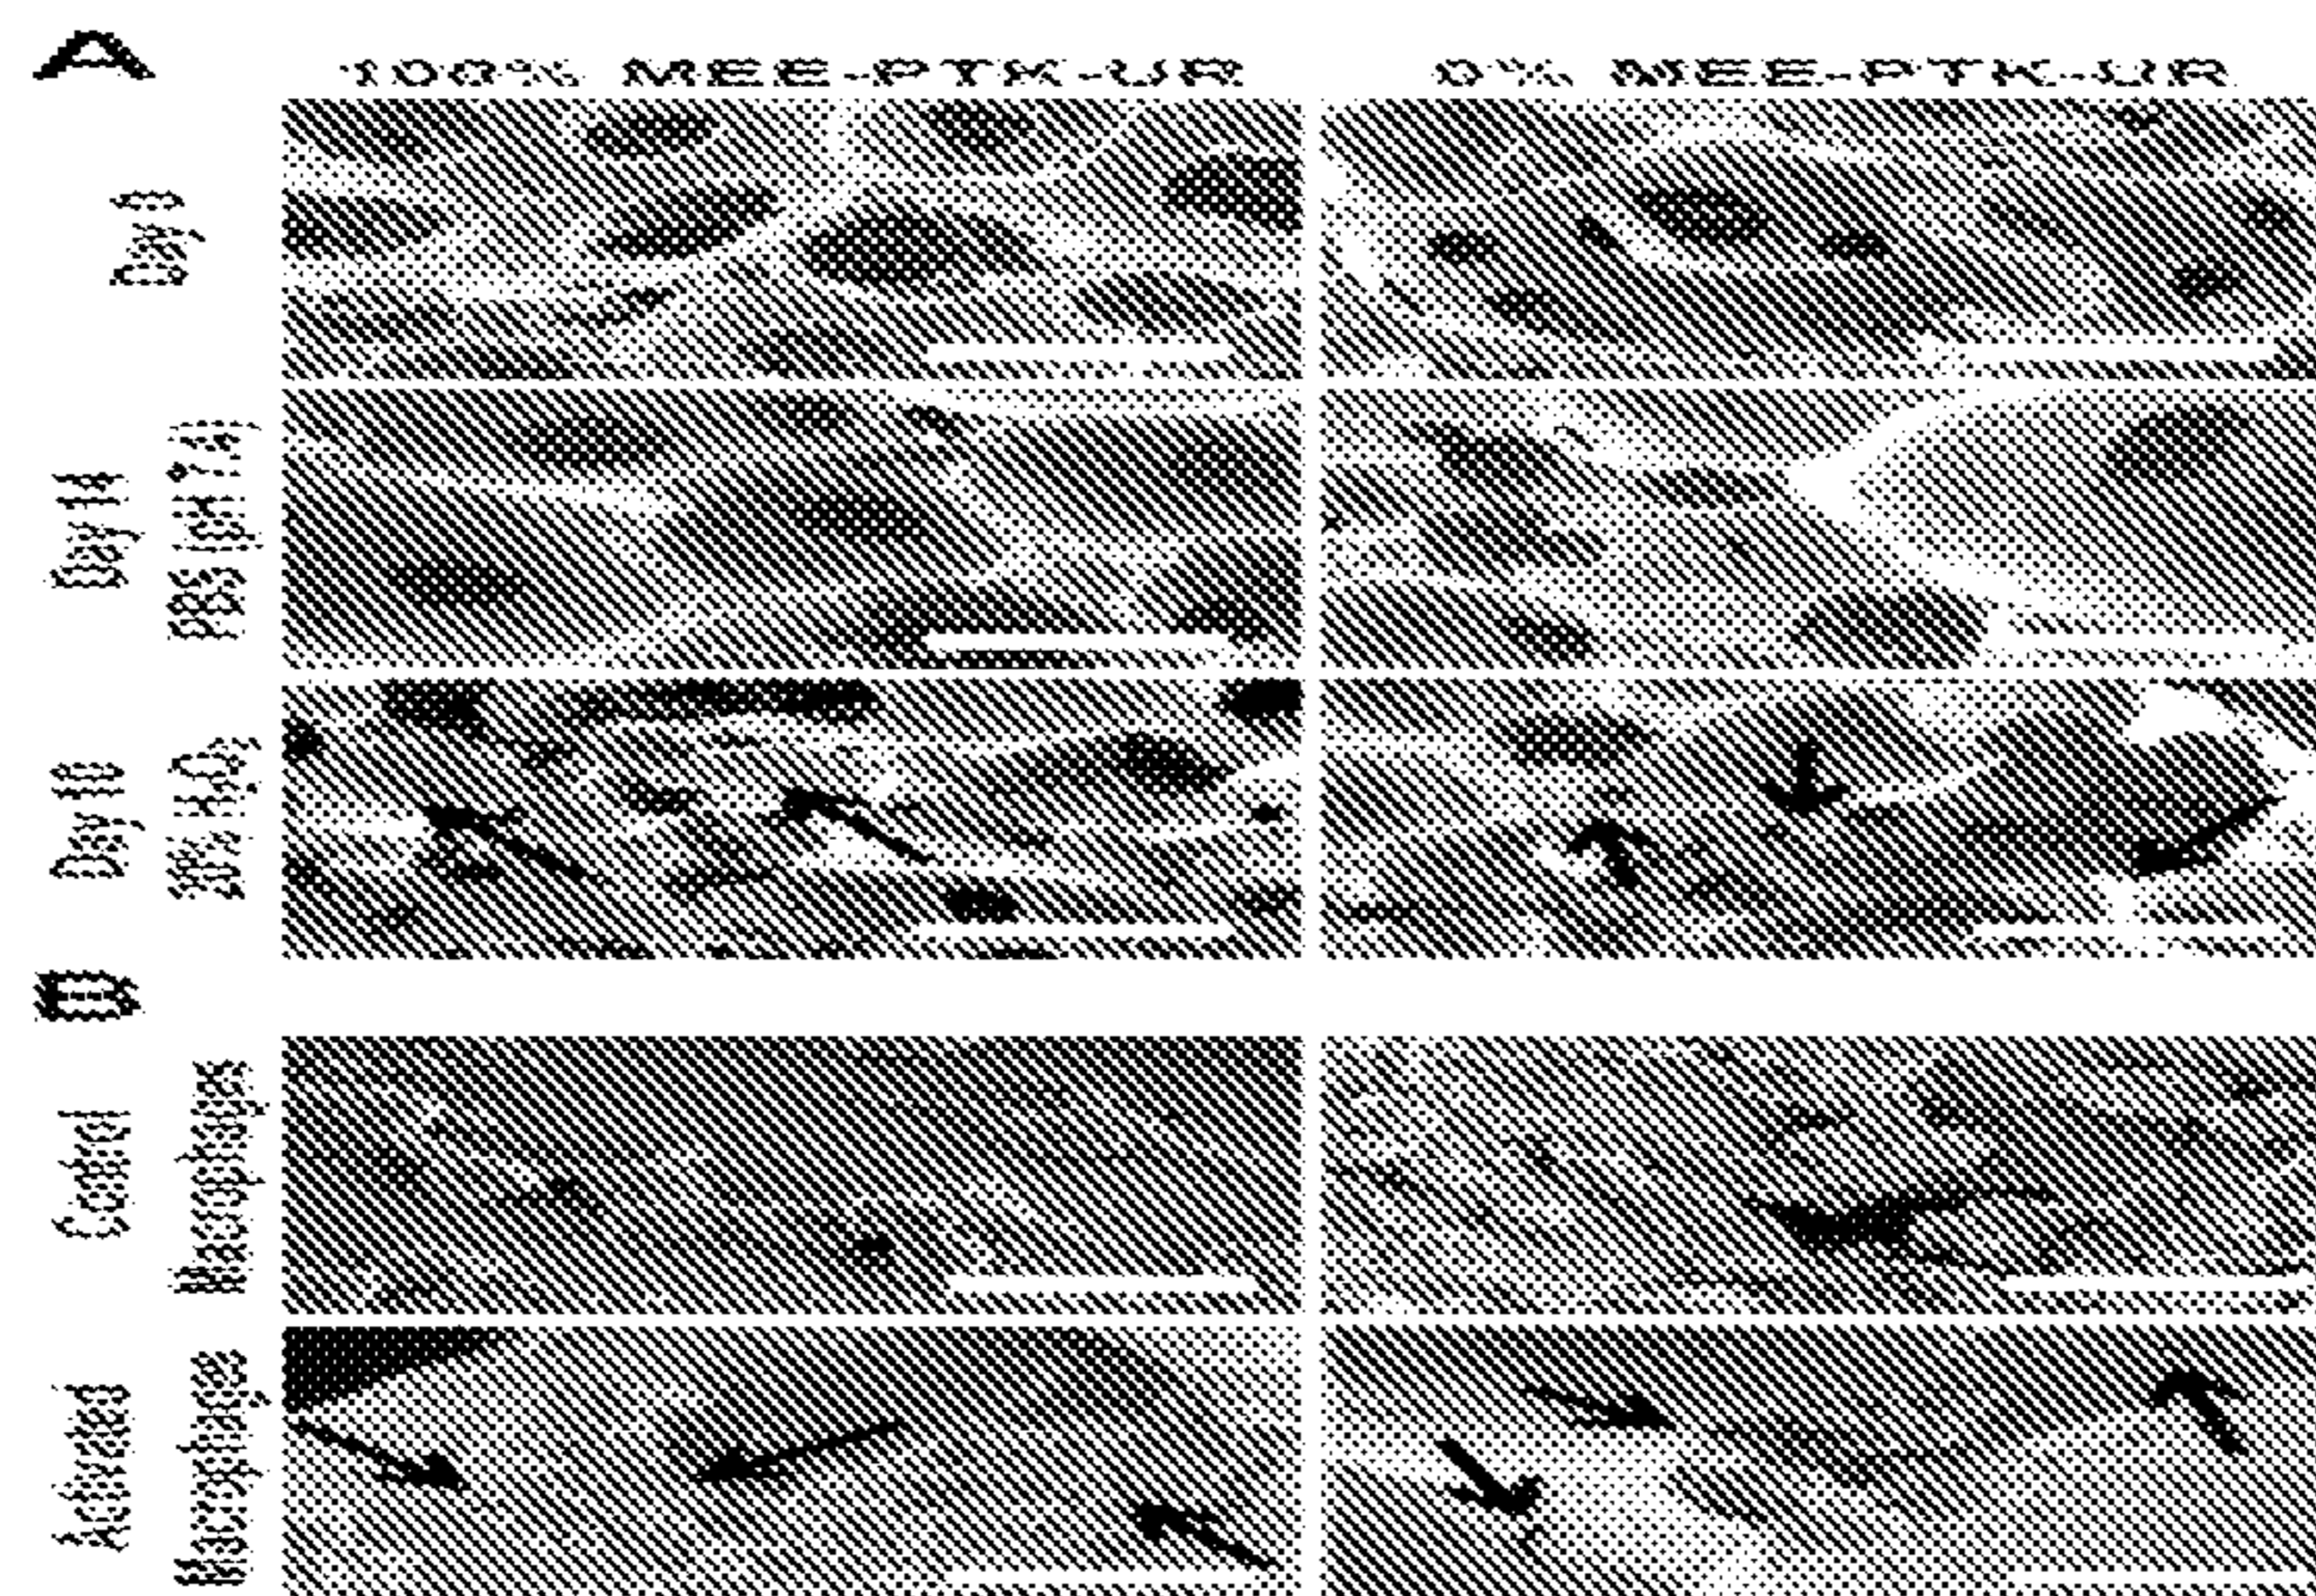 A
100% MEE-PTK-UR 0% MEE-PTK-UR
Day 0
Day 14
PBS (pH 7.4)
Day 10
20% H₂O₂
B
Control
Macrophages
Activated
Macrophages